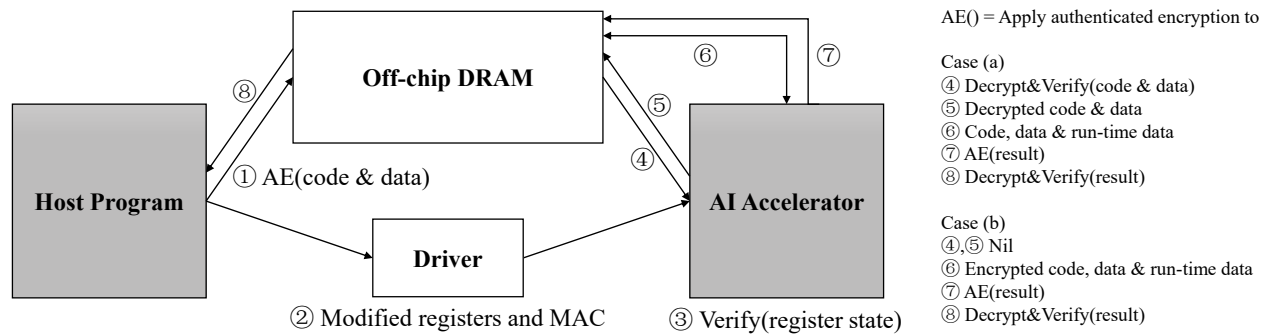 Off-chip DRAM
⑧
⑥
⑦
⑤
④
① AE(code & data)
Host Program
AI Accelerator
Driver
② Modified registers and MAC
③ Verify(register state)
AE() = Apply authenticated encryption to
Case (a)
④ Decrypt&Verify(code & data)
⑤ Decrypted code & data
⑥ Code, data & run-time data
⑦ AE(result)
⑧ Decrypt&Verify(result)
Case (b)
④,⑤ Nil
⑥ Encrypted code, data & run-time data
⑦ AE(result)
⑧ Decrypt&Verify(result)